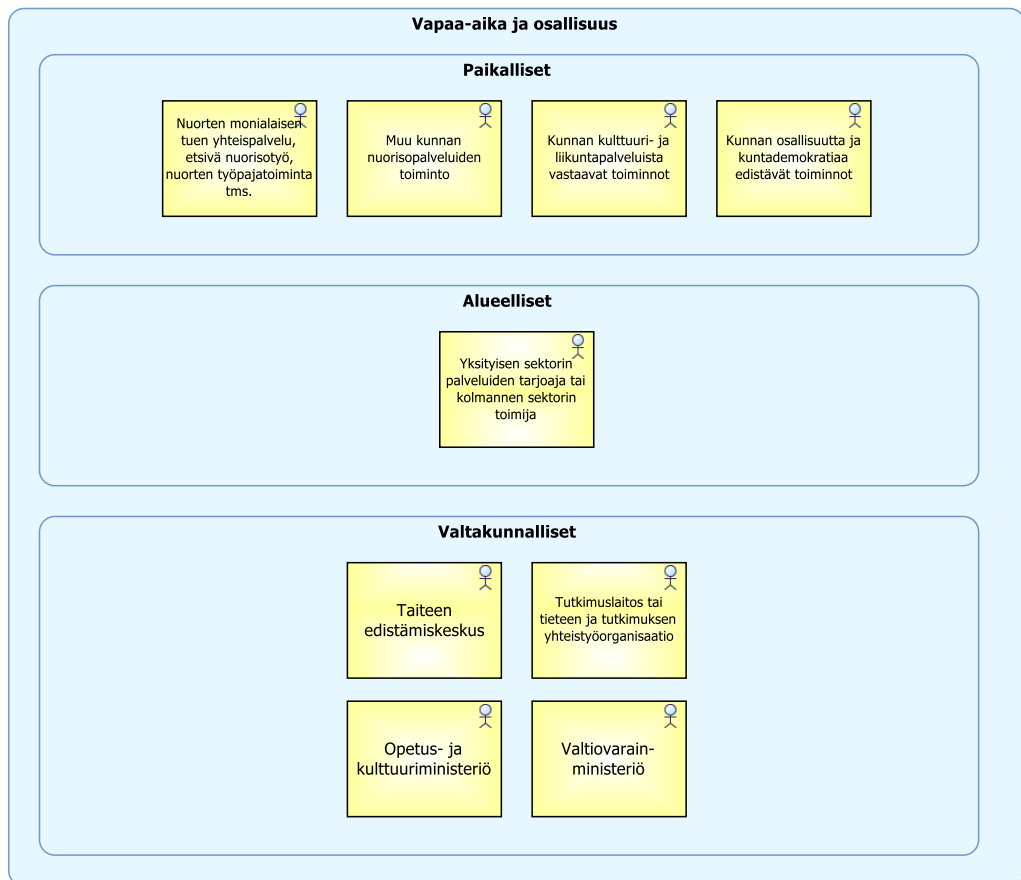 Vapaa-aika ja osallisuus
Paikalliset
Nuorten monialaisen
tuen yhteispalvelu,
etsivä nuorisotyö,
nuorten työpajatoiminta
tms.
Muu kunnan
nuorisopalveluiden
toiminto
Kunnan kulttuuri- ja
liikuntapalveluista
vastaavat toiminnot
Kunnan osallisuutta ja
kuntademokratiaa
edistävät toiminnot
Alueelliset
Yksityisen sektorin
palveluiden tarjoaja tai
kolmannen sektorin
toimija
Valtakunnalliset
Taiteen
edistämiskeskus
Tutkimuslaitos tai
tieteen ja tutkimuksen
yhteistyöorganisaatio
Opetus- ja
kulttuuriministeriö
Valtiovarain-
ministeriö